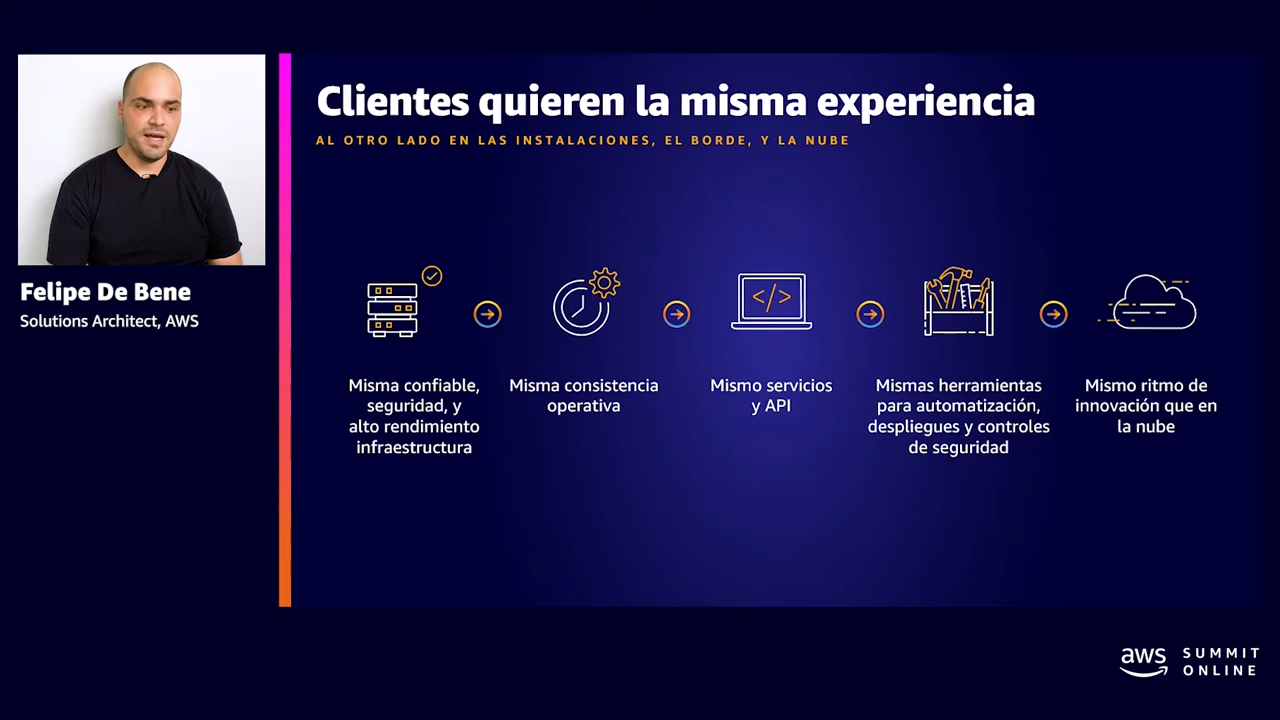 Clientes quieren la misma experiencia
AL OTRO LADO EN LAS INSTALACIONES, EL BORDE, Y LA NUBE
Felipe De Bene
Solutions Architect, AWS
</>
Misma confiable,
seguridad, y
alto rendimiento
infraestructura
Misma consistencia
operativa
Mismo servicios
y API
Mismas herramientas
para automatización,
despliegues y controles
de seguridad
Mismo ritmo de
innovación que en
la nube
aws
SUMMIT
ONLINE